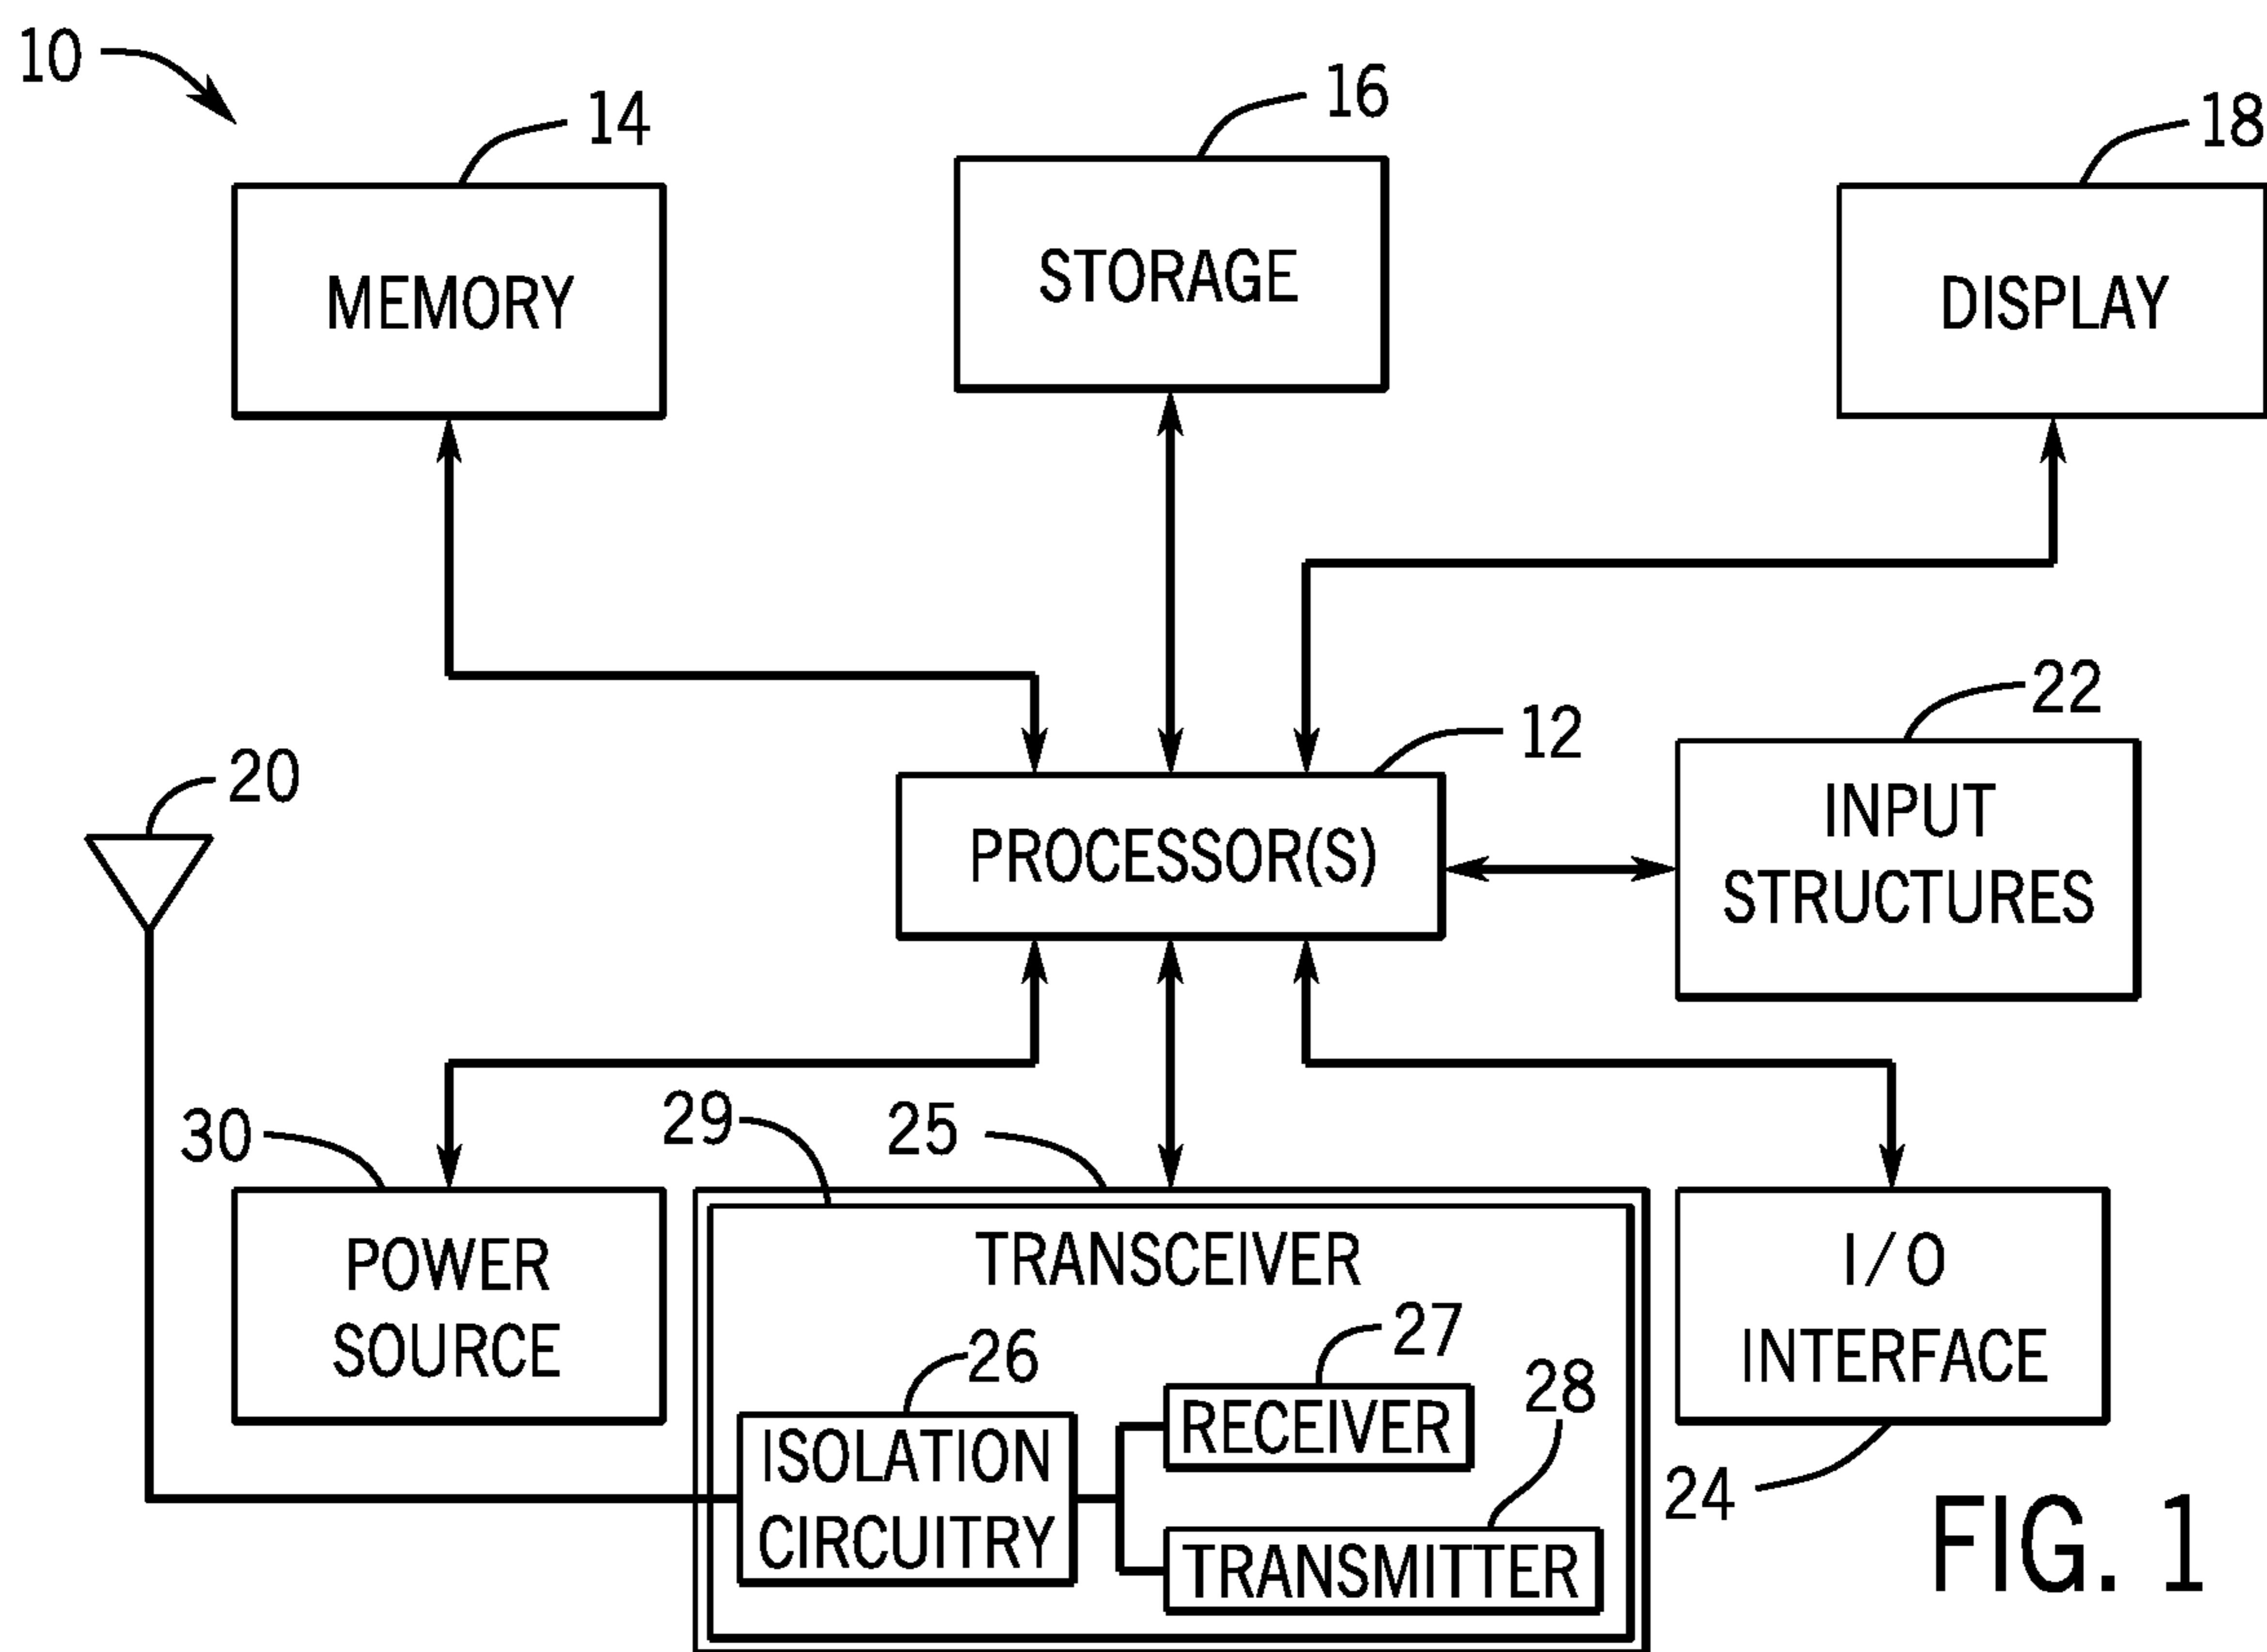 10
14
16
18
MEMORY
STORAGE
DISPLAY
20
12
22
PROCESSOR(S)
INPUT
STRUCTURES
30
29
25
POWER
SOURCE
TRANSCEIVER
26
27
28
ISOLATION
CIRCUITRY
RECEIVER
TRANSMITTER
I/O
INTERFACE
24
FIG. 1